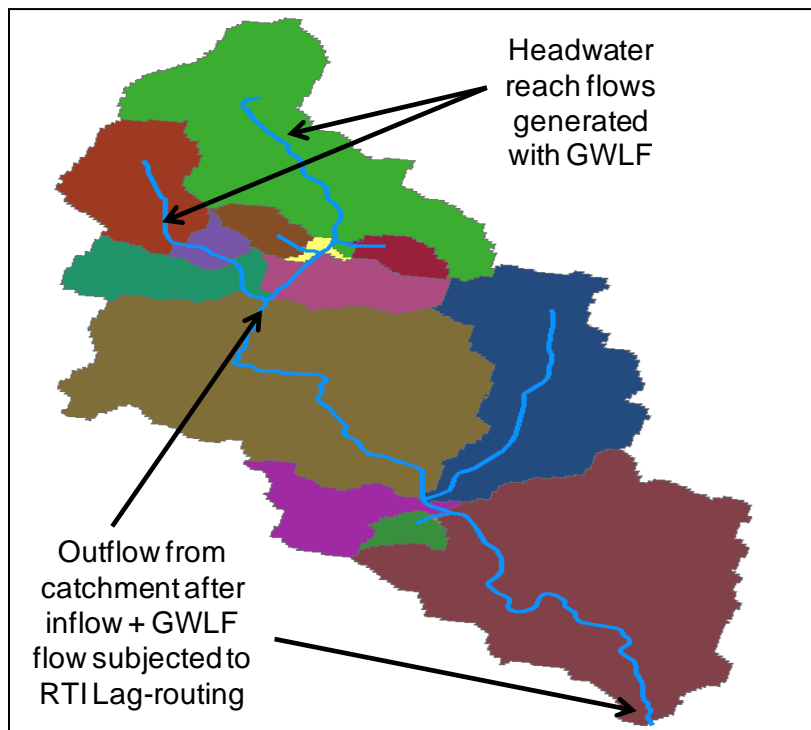 Headwater
reach flows
generated
with GWLF
Outflow from
catchment after
inflow + GWLF
flow subjected to
RTI Lag-routing